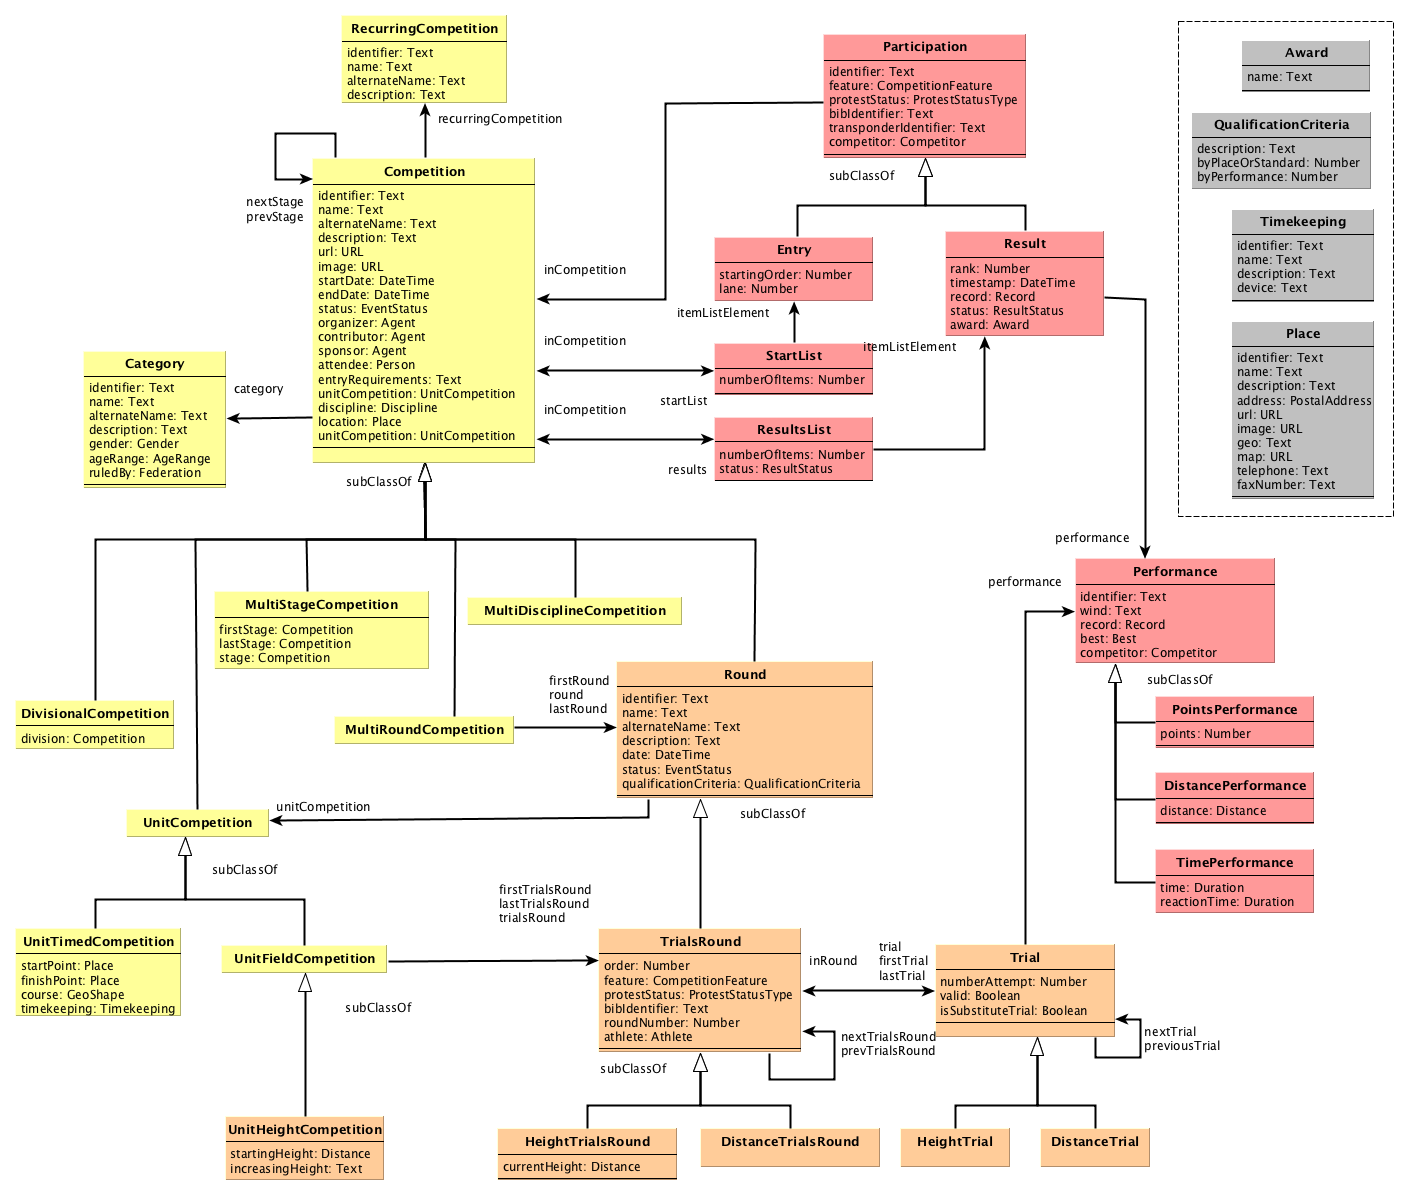 RecurringCompetition
identifier: Text
name: Text
alternateName: Text
description: Text
recurringCompetition
nextStage
prevStage
Competition
identifier: Text
name: Text
alternateName: Text
description: Text
url: URL
image: URL
startDate: DateTime
endDate: DateTime
status: EventStatus
organizer: Agent
contributor: Agent
sponsor: Agent
attendee: Person
entryRequirements: Text
unitCompetition: UnitCompetition
discipline: Discipline
location: Place
unitCompetition: UnitCompetition
Category
identifier: Text
name: Text
alternateName: Text
description: Text
gender: Gender
ageRange: AgeRange
ruledBy: Federation
category
subClassOf
Participation
identifier: Text
feature: CompetitionFeature
protestStatus: ProtestStatusType
bibIdentifier: Text
transponderIdentifier: Text
competitor: Competitor
subClassOf
inCompetition
Entry
startingOrder: Number
lane: Number
itemListElement
Result
rank: Number
timestamp: DateTime
record: Record
status: ResultStatus
award: Award
itemListElement
inCompetition
StartList
numberOfItems: Number
startList
inCompetition
ResultsList
numberOfItems: Number
status: ResultStatus
results
Award
name: Text
QualificationCriteria
description: Text
byPlaceOrStandard: Number
byPerformance: Number
Timekeeping
identifier: Text
name: Text
description: Text
device: Text
Place
identifier: Text
name: Text
description: Text
address: PostalAddress
url: URL
image: URL
geo: Text
map: URL
telephone: Text
faxNumber: Text
performance
performance
Performance
identifier: Text
wind: Text
record: Record
best: Best
competitor: Competitor
subClassOf
PointsPerformance
points: Number
DistancePerformance
distance: Distance
TimePerformance
time: Duration
reactionTime: Duration
MultiStageCompetition
firstStage: Competition
lastStage: Competition
stage: Competition
MultiDisciplineCompetition
DivisionalCompetition
division: Competition
MultiRoundCompetition
firstRound
round
lastRound
Round
identifier: Text
name: Text
alternateName: Text
description: Text
date: DateTime
status: EventStatus
qualificationCriteria: QualificationCriteria
unitCompetition
UnitCompetition
subClassOf
subClassOf
UnitTimedCompetition
startPoint: Place
finishPoint: Place
course: GeoShape
timekeeping: Timekeeping
UnitFieldCompetition
subClassOf
firstTrialsRound
lastTrialsRound
trialsRound
TrialsRound
order: Number
feature: CompetitionFeature
protestStatus: ProtestStatusType
bibIdentifier: Text
roundNumber: Number
athlete: Athlete
inRound
trial
firstTrial
lastTrial
Trial
numberAttempt: Number
valid: Boolean
isSubstituteTrial: Boolean
nextTrialsRound
prevTrialsRound
nextTrial
previousTrial
subClassOf
UnitHeightCompetition
startingHeight: Distance
increasingHeight: Text
HeightTrialsRound
currentHeight: Distance
DistanceTrialsRound
HeightTrial
DistanceTrial